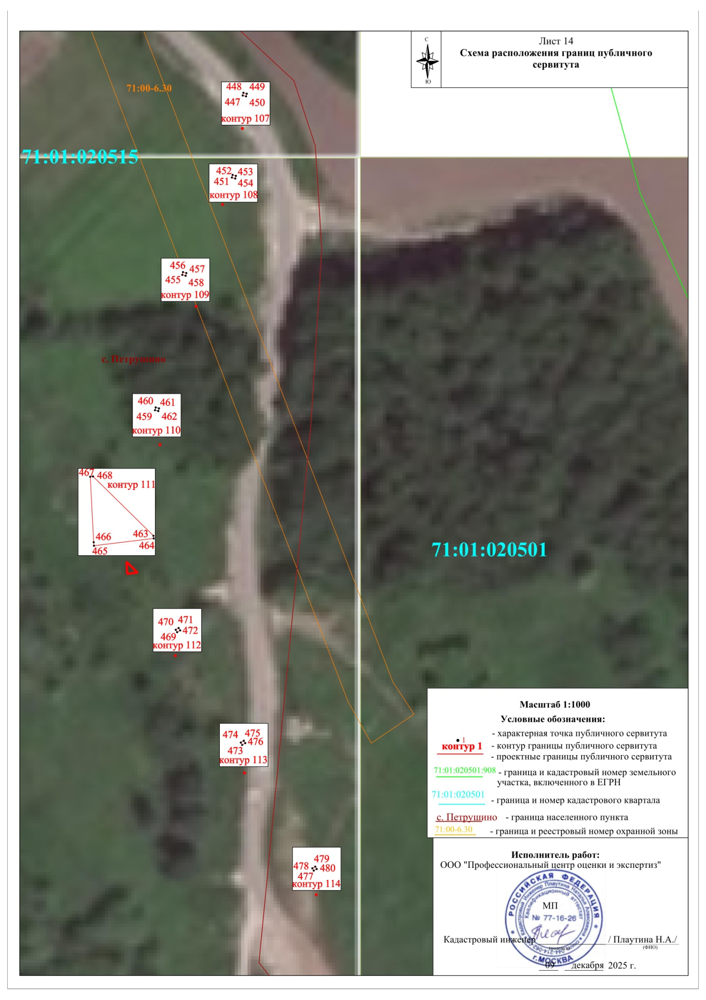 С
Ю
Лист 14
Схема расположения границ публичного
сервитута
71:00-6.30
448 449
447 450
контур 107
71:01:020515
452 453
451 454
контур 108
456 457
455 458
контур 109
с. Петрушино
460 461
459 462
контур 110
467 468
контур 111
466 463
465 464
71:01:020501
470 471
472
469
контур 112
474 475
476
473
контур 113
479
478 480
477
контур 114
Масштаб 1:1000
Условные обозначения:
- характерная точка публичного сервитута
1
контур 1 - контур границы публичного сервитута
- проектные границы публичного сервитута
71:01:020501:908 - граница и кадастровый номер земельного
участка, включенного в ЕГРН
71:01:020501 - граница и номер кадастрового квартала
с. Петрушино - граница населенного пункта
71:00-6.30 - граница и реестровый номер охранной зоны
Исполнитель работ:
ООО "Профессиональный центр оценки и экспертиз"
РОССИЙСКАЯ ФЕДЕРАЦИЯ
Кадастровый инженер Плаутина Наталья Алексеевна
Квалификационный аттестат
МП
№ 77-16-26
Кадастровый инженер / Плаутина Н.А./
(подпись) (ФИО)
г.МОСКВА
09 декабря 2025 г.